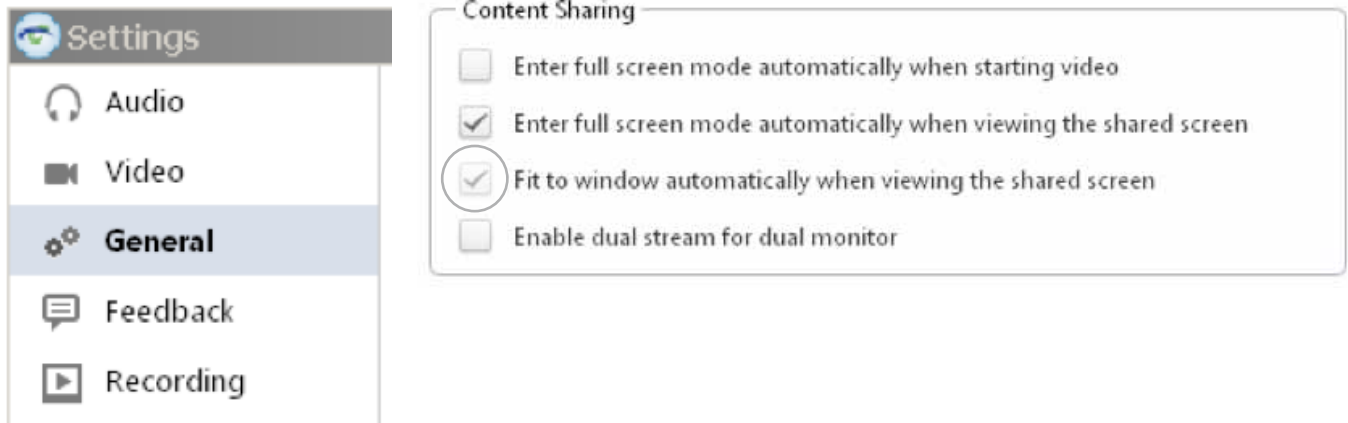 Settings
Audio
Video
General
Feedback
Recording
Content Sharing
Enter full screen mode automatically when starting video
Enter full screen mode automatically when viewing the shared screen
Fit to window automatically when viewing the shared screen
Enable dual stream for dual monitor